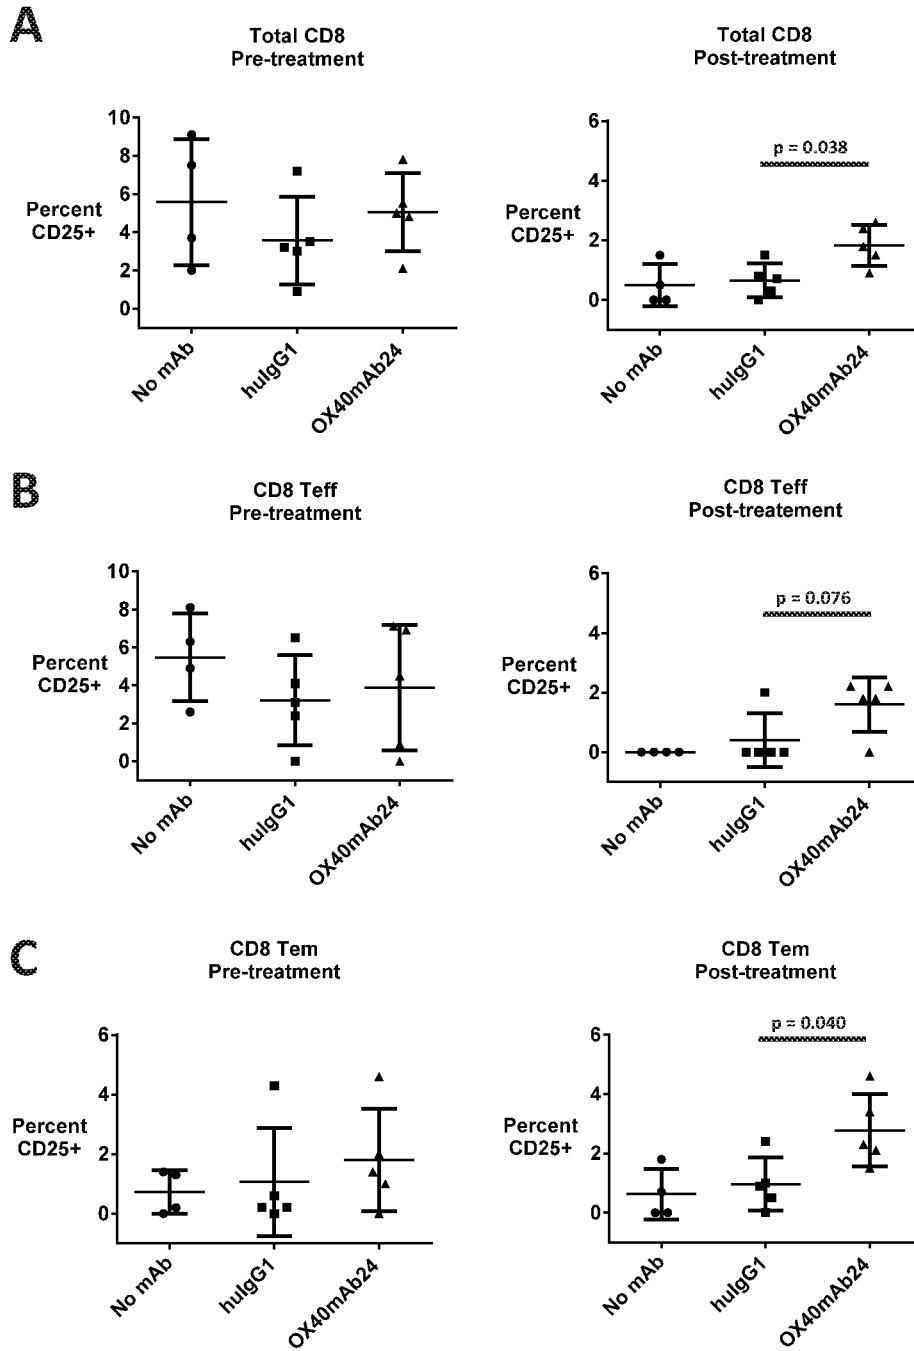 A
Total CD8
Pre-treatment
10
8
6
4
2
0
Percent
CD25+
No mAb
huIgG1
OX40mAb24
Total CD8
Post-treatment
6
4
2
0
Percent
CD25+
p = 0.038
No mAb
huIgG1
OX40mAb24
B
CD8 Teff
Pre-treatment
10
8
6
4
2
0
Percent
CD25+
No mAb
huIgG1
OX40mAb24
CD8 Teff
Post-treatement
6
4
2
0
Percent
CD25+
p = 0.076
No mAb
huIgG1
OX40mAb24
C
CD8 Tem
Pre-treatment
6
4
2
0
Percent
CD25+
No mAb
huIgG1
OX40mAb24
CD8 Tem
Post-treatment
6
4
2
0
Percent
CD25+
p = 0.040
No mAb
huIgG1
OX40mAb24